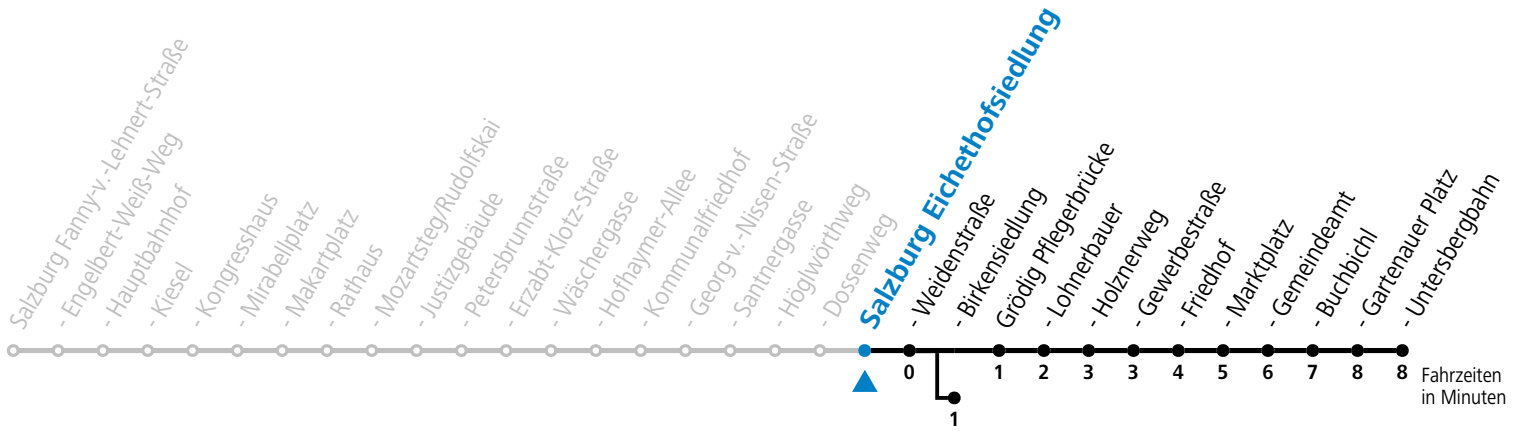 Salzburg Fanny-v.-Lehnert-Straße
- Engelbert-Weiß-Weg
- Hauptbahnhof
- Kiesel
- Kongresshaus
- Mirabellplatz
- Makartplatz
- Rathaus
- Mozartsteg/Rudolfskai
- Justizgebäude
- Petersbrunnstraße
- Erzabt-Klotz-Straße
- Wäschergasse
- Hofhaymer-Allee
- Kommunalfriedhof
- Georg-v.-Nissen-Straße
- Santnergasse
- Höglwörthweg
- Dossenweg
Salzburg Eichethofsiedlung
- Weidenstraße
- Birkensiedlung
Grödig Pflegerbrücke
- Lohnerbauer
- Holznerweg
- Gewerbestraße
- Friedhof
- Marktplatz
- Gemeindeamt
- Buchbichl
- Gartenauer Platz
- Untersbergbahn
0 1 2 3 3 4 5 6 7 8 8
1
Fahrzeiten
in Minuten